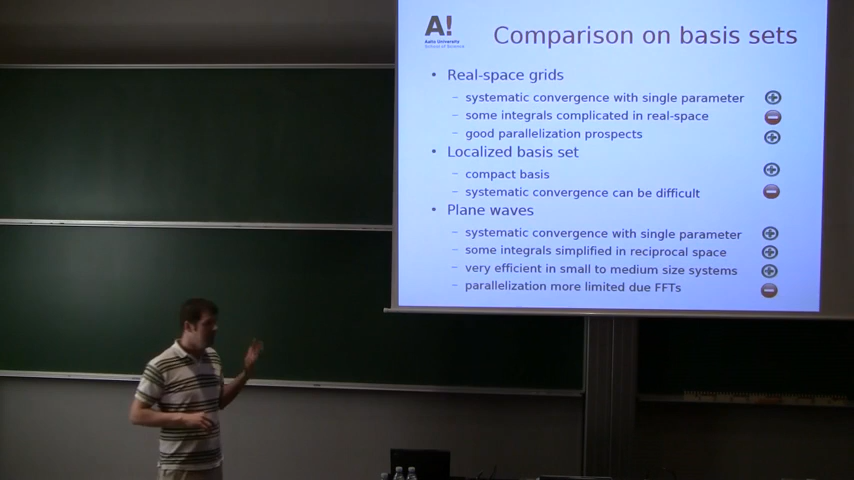 A!
Aalto University
School of Science
Comparison on basis sets
• Real-space grids
– systematic convergence with single parameter
– some integrals complicated in real-space
– good parallelization prospects
• Localized basis set
– compact basis
– systematic convergence can be difficult
• Plane waves
– systematic convergence with single parameter
– some integrals simplified in reciprocal space
– very efficient in small to medium size systems
– parallelization more limited due FFTs